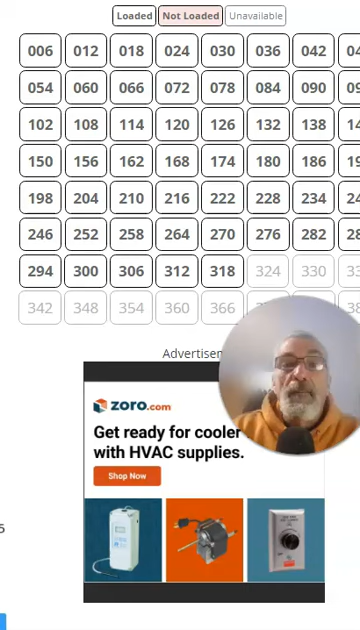 Loaded Not Loaded Unavailable
006 012 018 024 030 036 042
054 060 066 072 078 084 090
102 108 114 120 126 132 138
150 156 162 168 174 180 186
198 204 210 216 222 228 234
246 252 258 264 270 276 282
294 300 306 312 318 324 330
342 348 354 360 366
zoro.com
Get ready for cooler
with HVAC supplies.
Shop Now
5